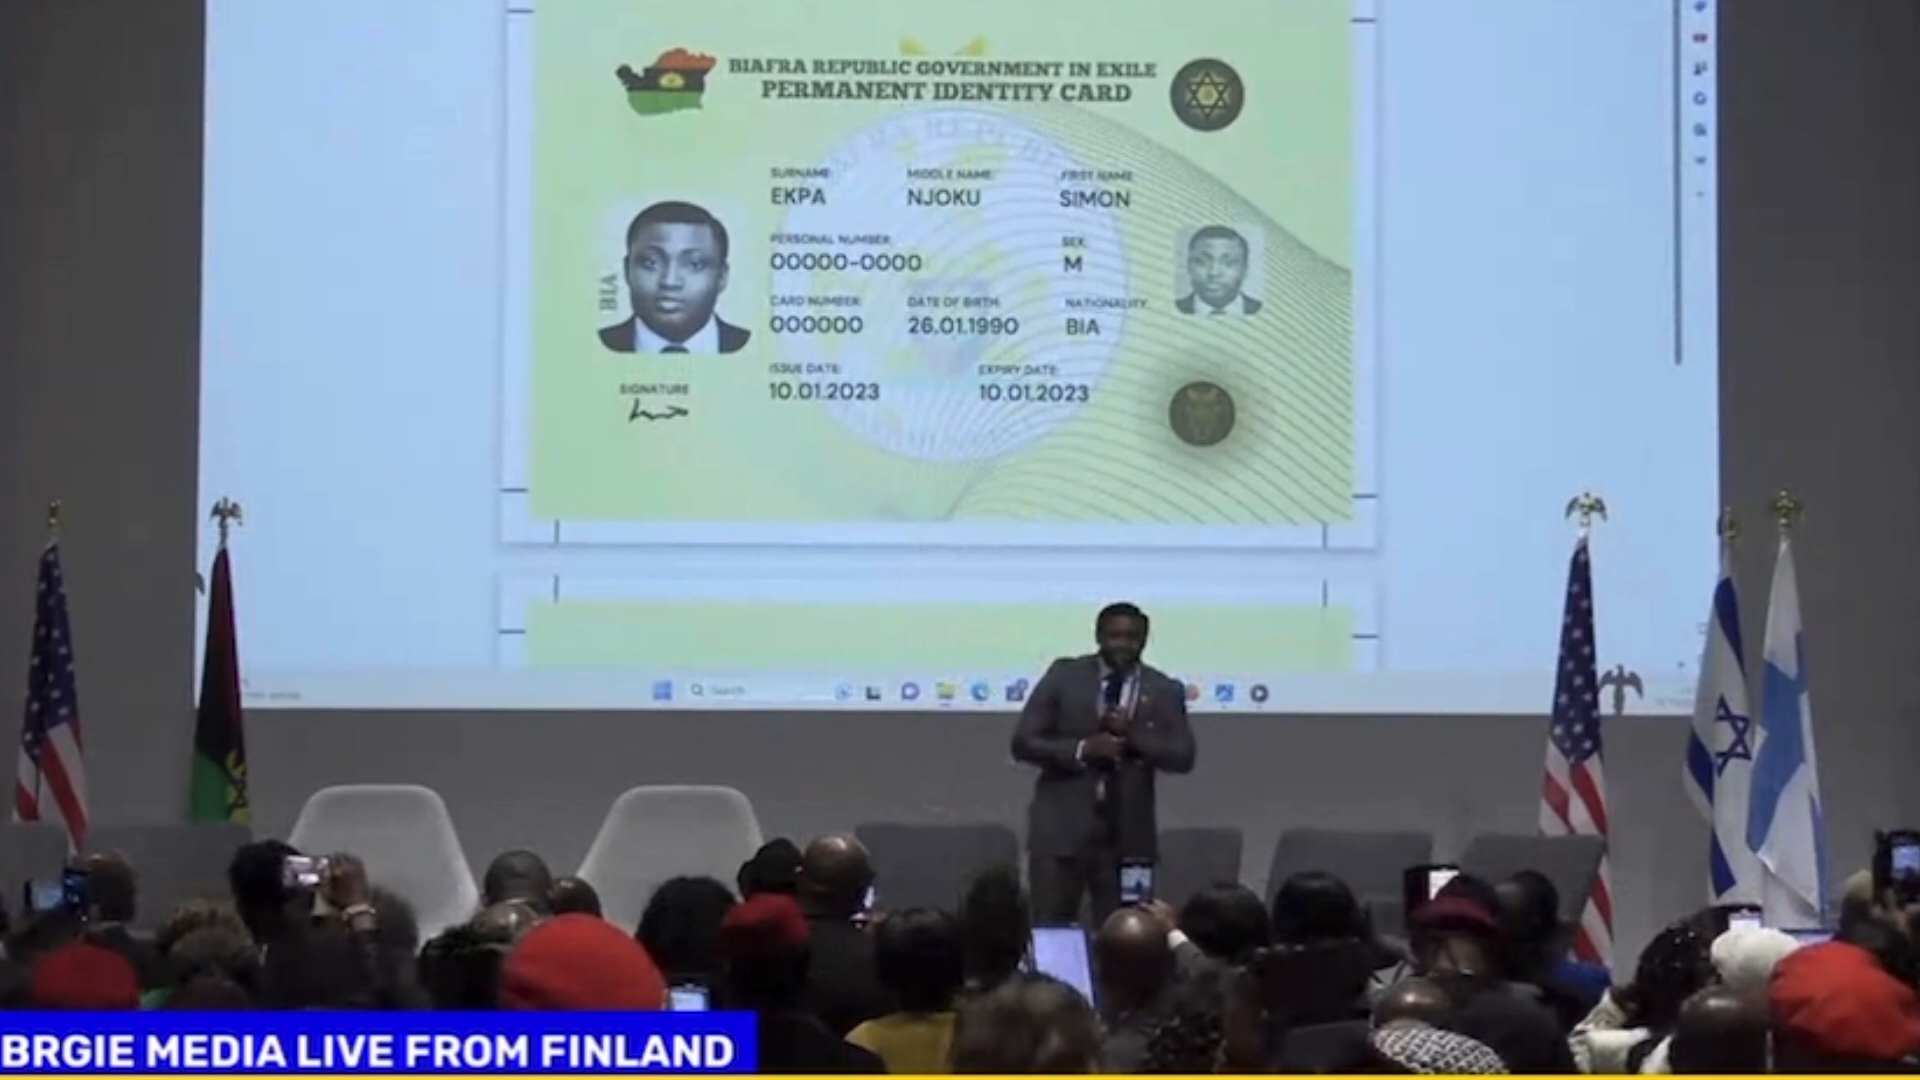 BIAFRA REPUBLIC GOVERNMENT IN EXILE
PERMANENT IDENTITY CARD
SURNAME: MIDDLE NAME: FIRST NAME:
EKPA NJOKU SIMON
PERSONAL NUMBER: SEX:
00000-0000 M
BIA
CARD NUMBER: DATE OF BIRTH: NATIONALITY:
000000 26.01.1990 BIA
ISSUE DATE: EXPIRY DATE:
10.01.2023 10.01.2023
SIGNATURE
Search
BRGIE MEDIA LIVE FROM FINLAND